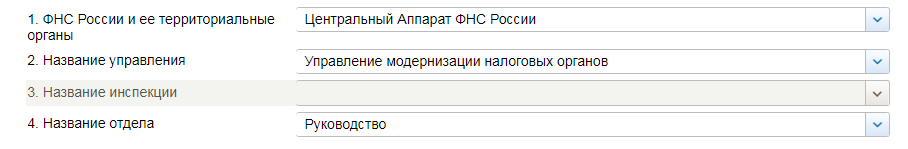 1. ФНС России и ее территориальные органы
Центральный Аппарат ФНС России
2. Название управления
Управление модернизации налоговых органов
3. Название инспекции
4. Название отдела
Руководство